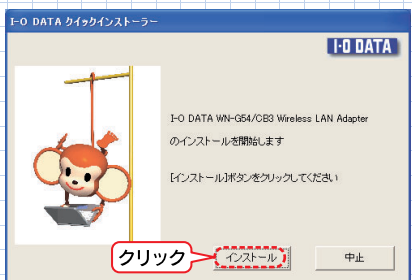 I-O DATA クイックインストーラー
I-O DATA
I-O DATA WN-G54/CB3 Wireless LAN Adapter
のインストールを開始します
[インストール]ボタンをクリックしてください
クリック
インストール
中止